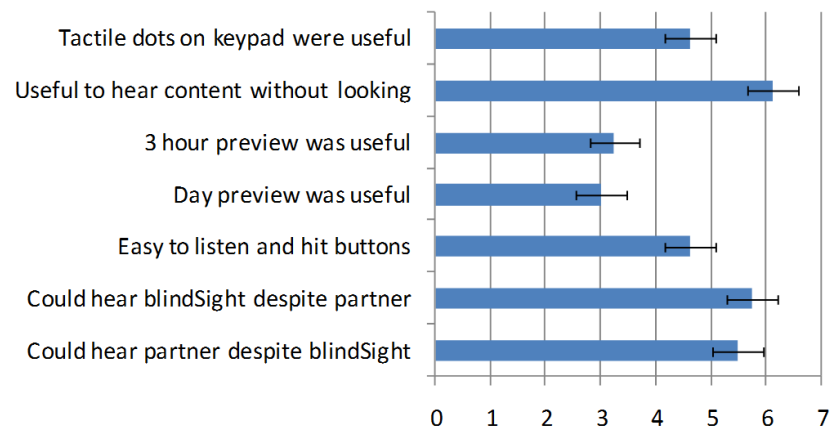 Tactile dots on keypad were useful
Useful to hear content without looking
3 hour preview was useful
Day preview was useful
Easy to listen and hit buttons
Could hear blindSight despite partner
Could hear partner despite blindSight
0 1 2 3 4 5 6 7